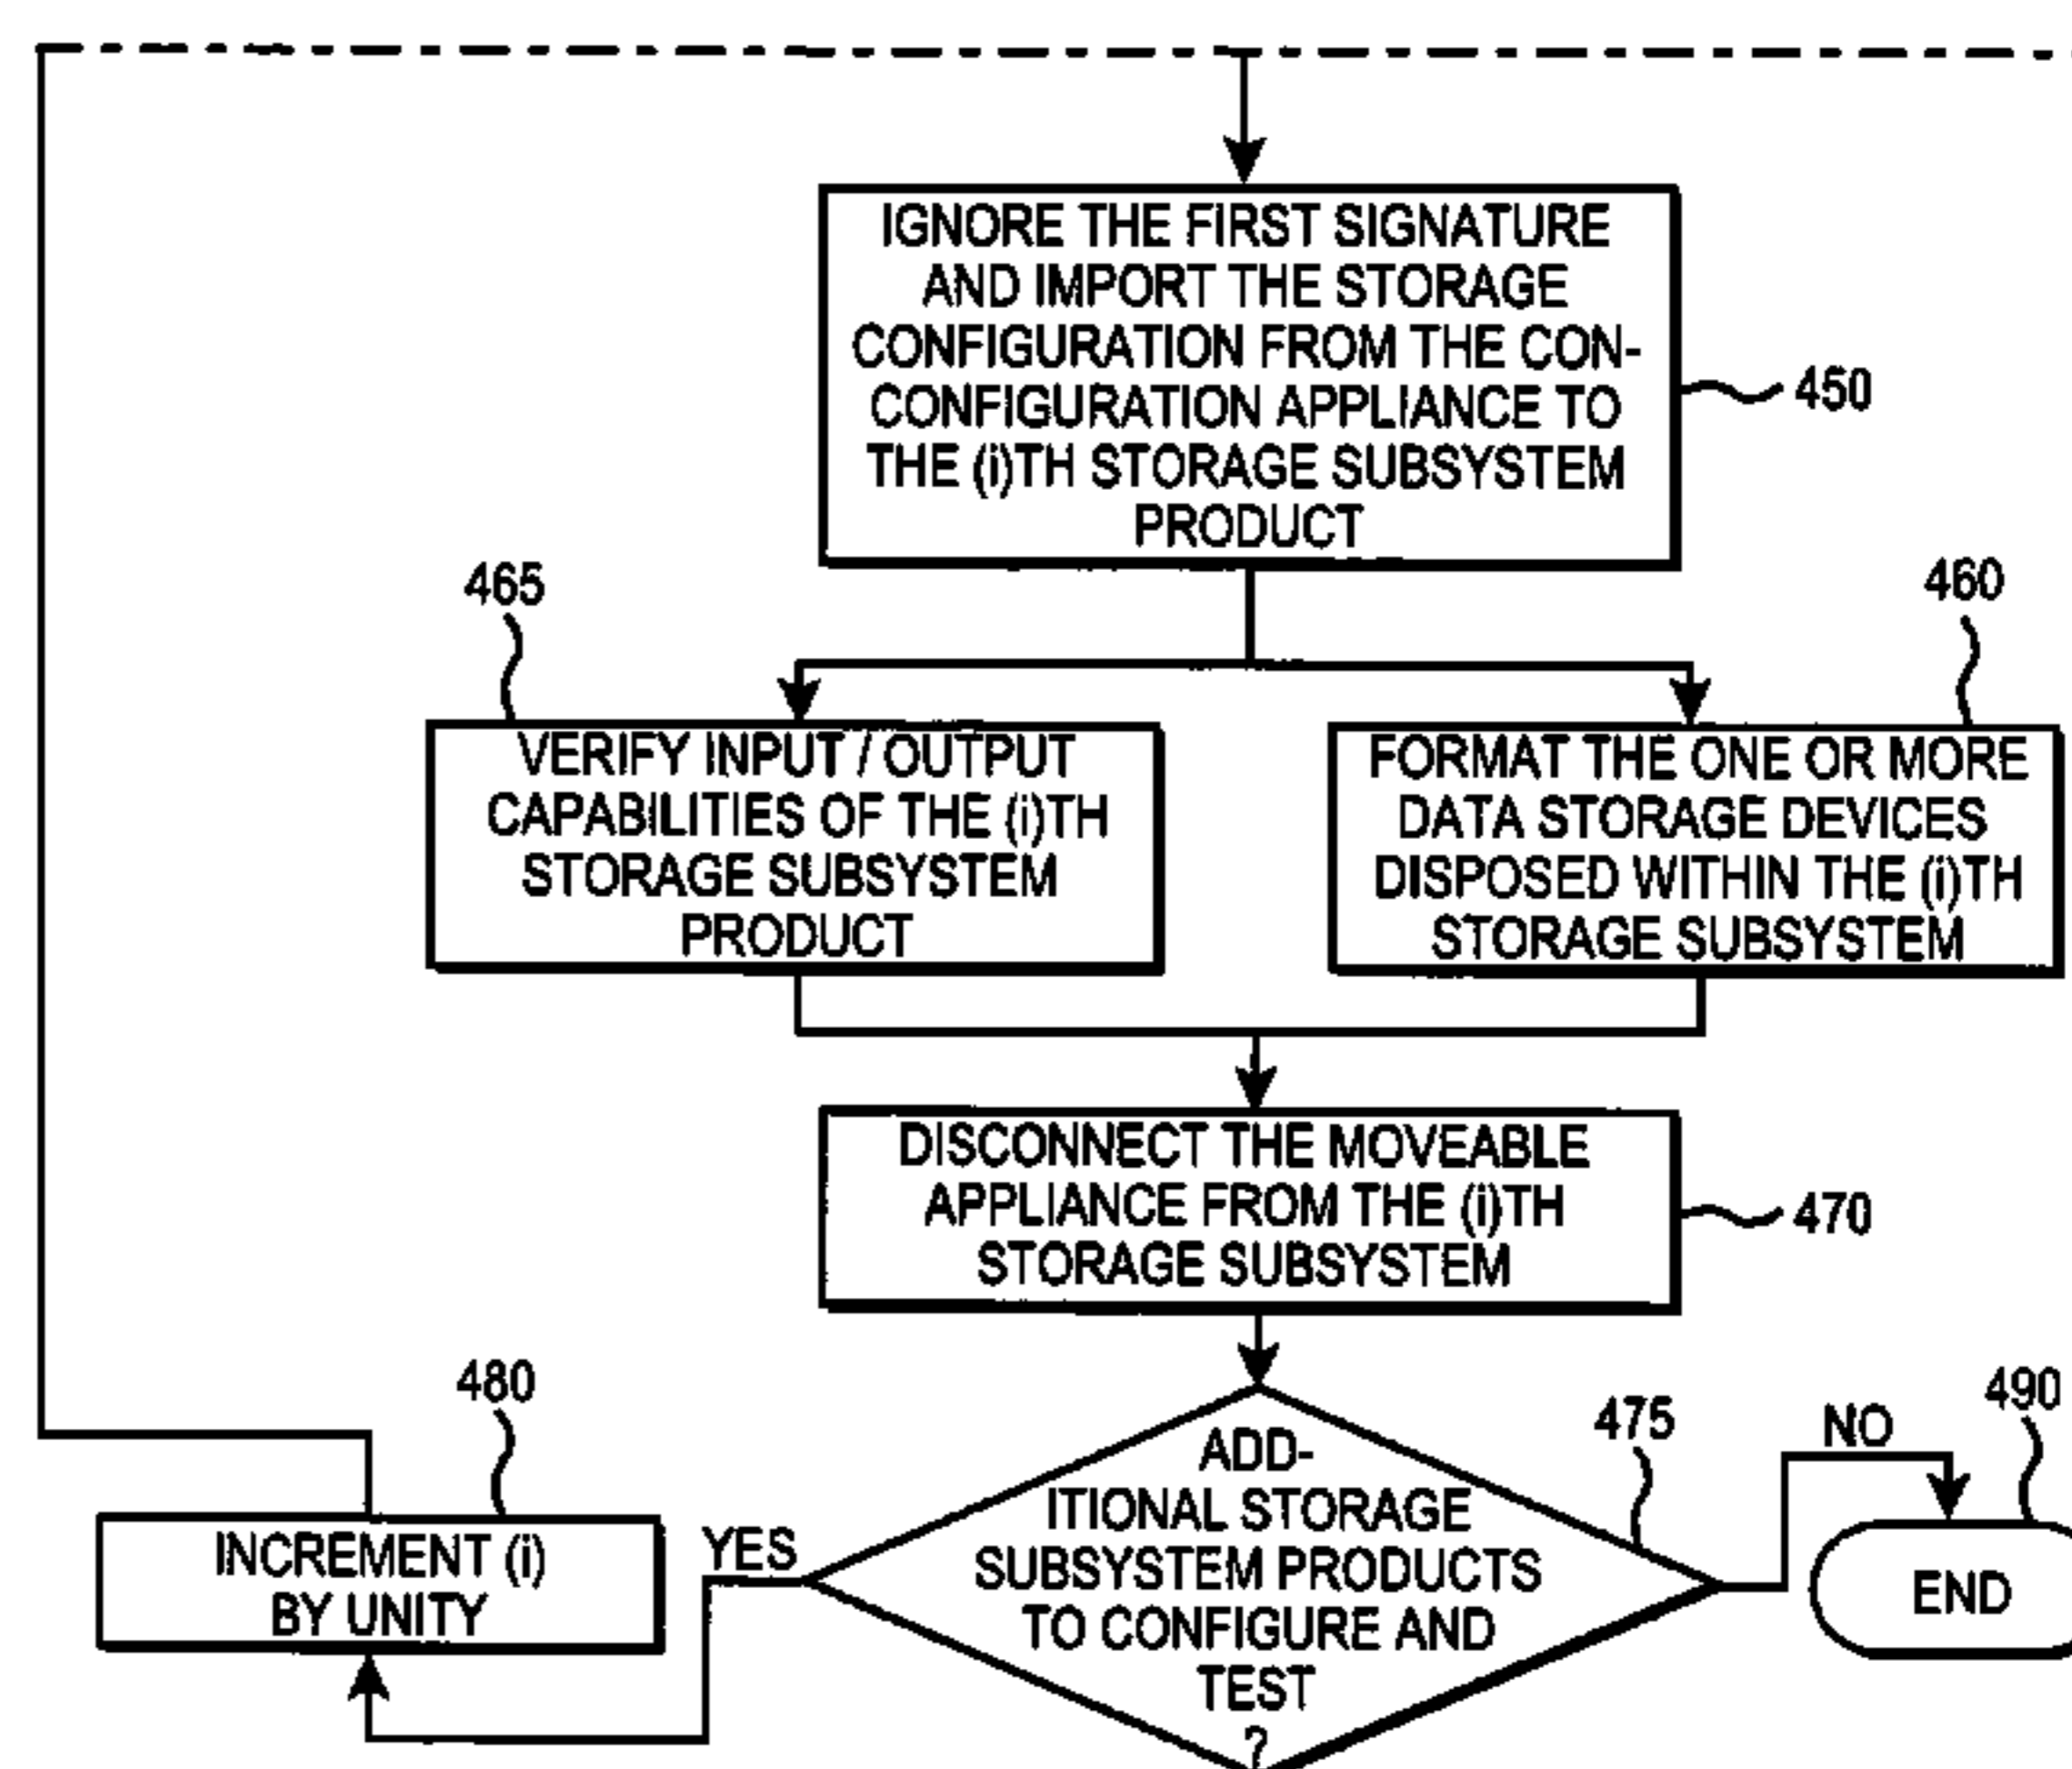 IGNORE THE FIRST SIGNATURE
AND IMPORT THE STORAGE
CONFIGURATION FROM THE CON-
CONFIGURATION APPLIANCE TO
THE (i)TH STORAGE SUBSYSTEM
PRODUCT
450
465
460
VERIFY INPUT / OUTPUT
CAPABILITIES OF THE (i)TH
STORAGE SUBSYSTEM
PRODUCT
FORMAT THE ONE OR MORE
DATA STORAGE DEVICES
DISPOSED WITHIN THE (i)TH
STORAGE SUBSYSTEM
DISCONNECT THE MOVEABLE
APPLIANCE FROM THE (i)TH
STORAGE SUBSYSTEM
470
480
475
NO
490
ADD-
ITIONAL STORAGE
SUBSYSTEM PRODUCTS
TO CONFIGURE AND
TEST
?
YES
INCREMENT (i)
BY UNITY
END